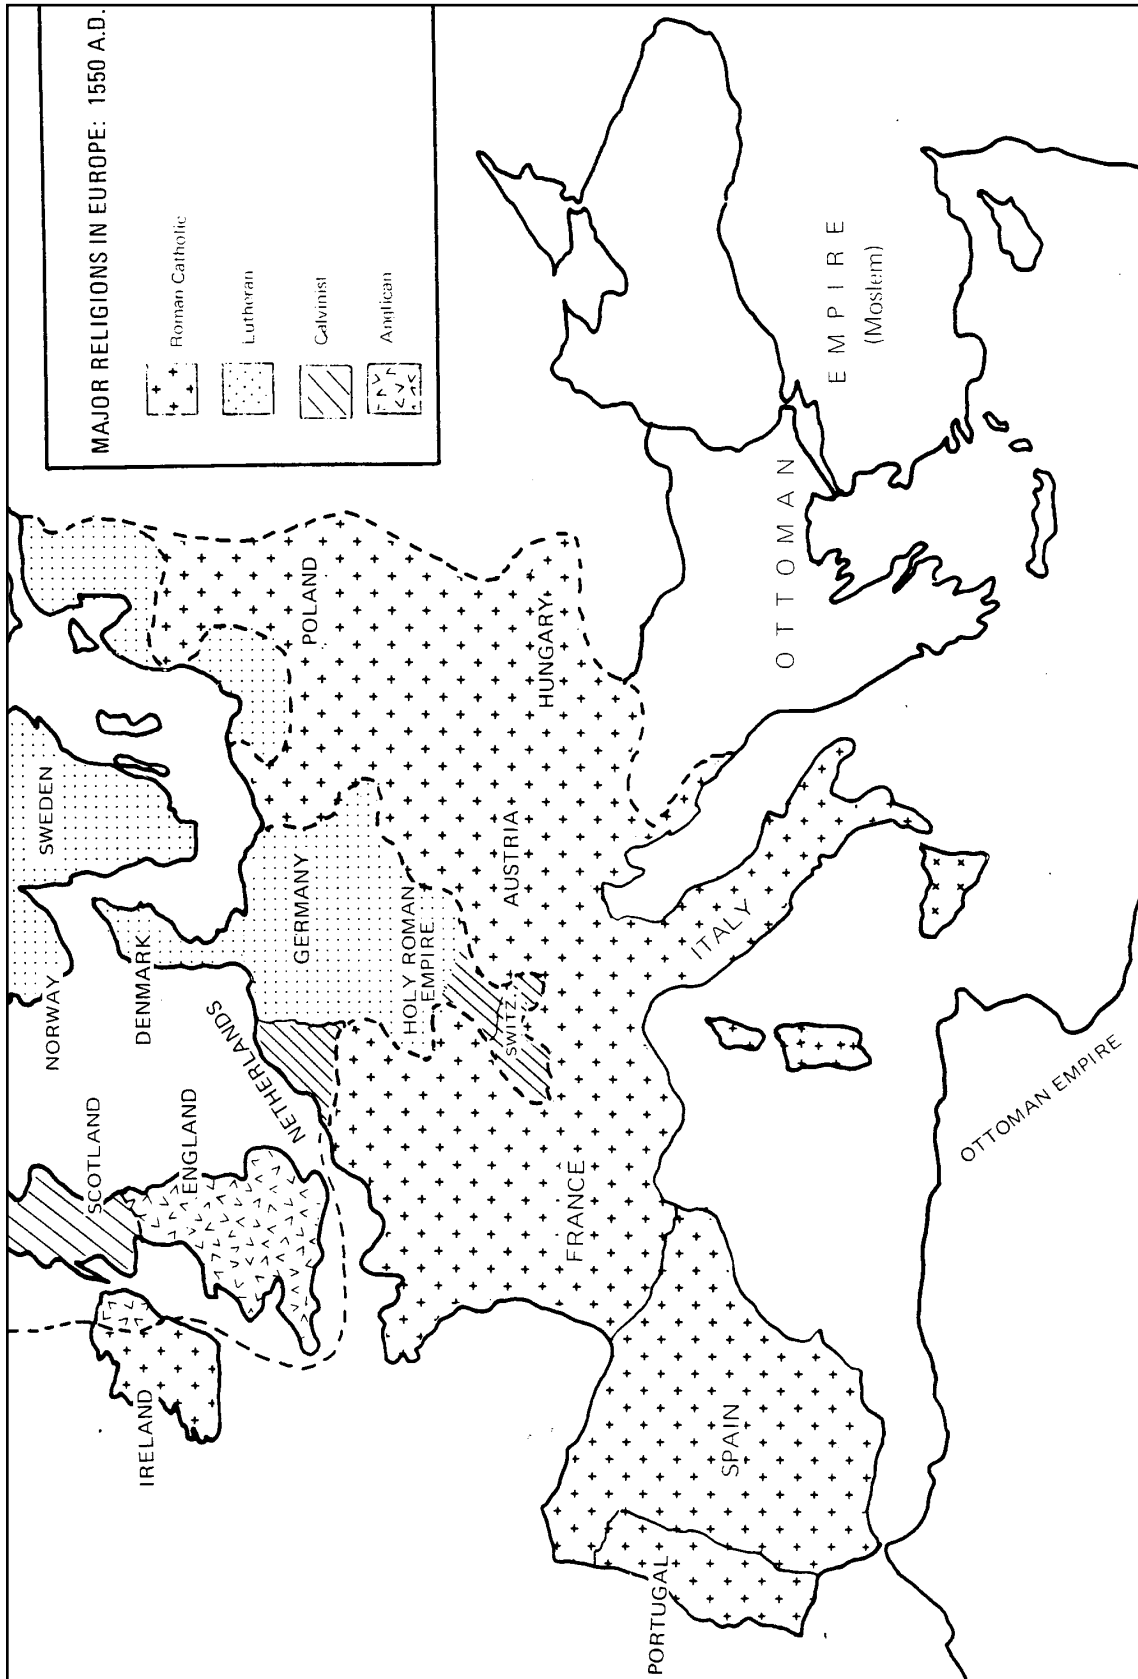 MAJOR RELIGIONS IN EUROPE: 1550 A.D.
Roman Catholic
Lutheran
Calvinist
Anglican
NORWAY
SWEDEN
SCOTLAND
DENMARK
IRELAND
ENGLAND
NETHERLANDS
GERMANY
POLAND
HOLY ROMAN
EMPIRE
SWITZ.
AUSTRIA
HUNGARY
FRANCE
PORTUGAL
SPAIN
ITALY
OTTOMAN
EMPIRE
(Moslem)
OTTOMAN EMPIRE